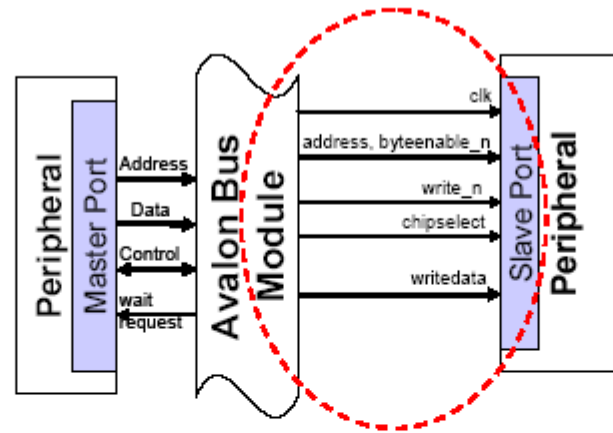 Peripheral
Master Port
Address
Data
Control
wait
request
Avalon Bus
Module
clk
address, byteenable_n
write_n
chipselect
writedata
Slave Port
Peripheral